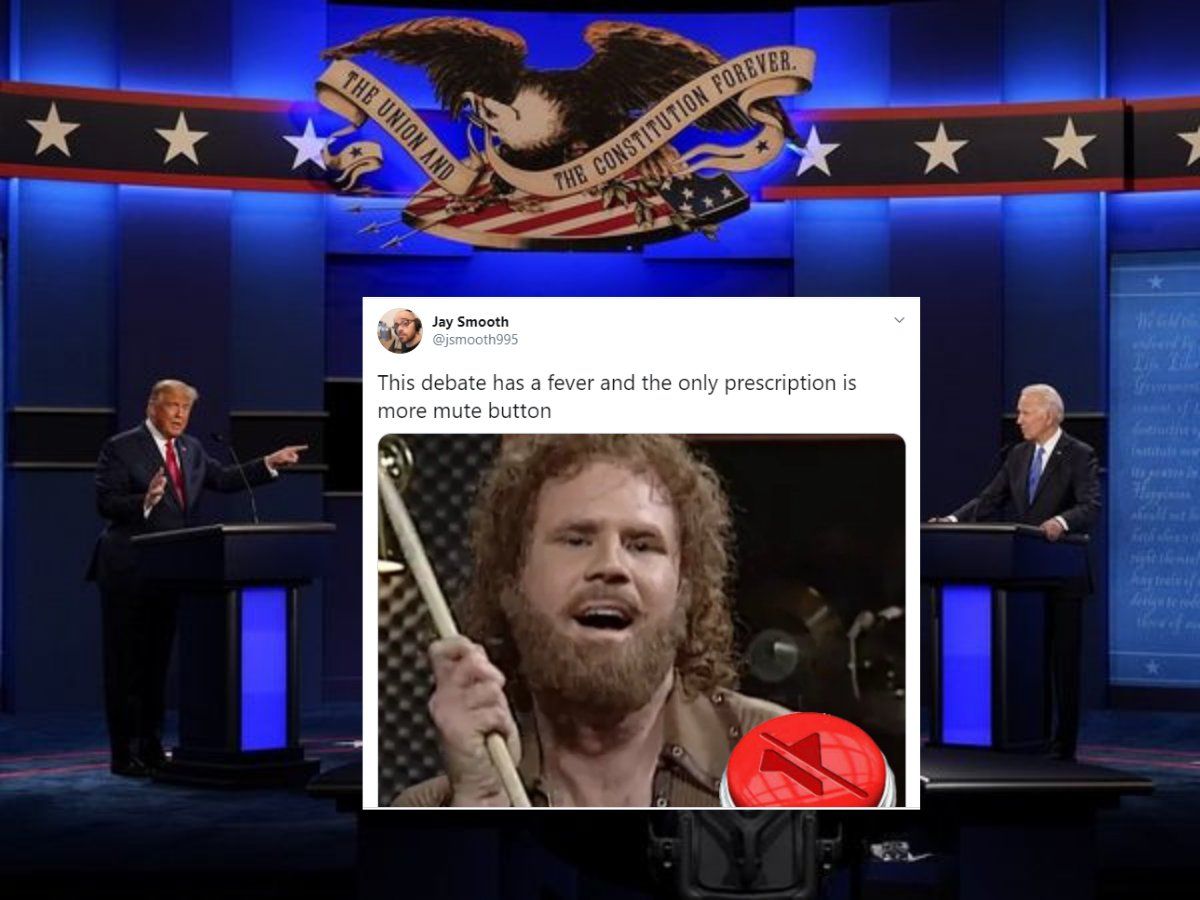 THE UNION AND
THE CONSTITUTION FOREVER.
Jay Smooth
@jsmooth995
This debate has a fever and the only prescription is
more mute button